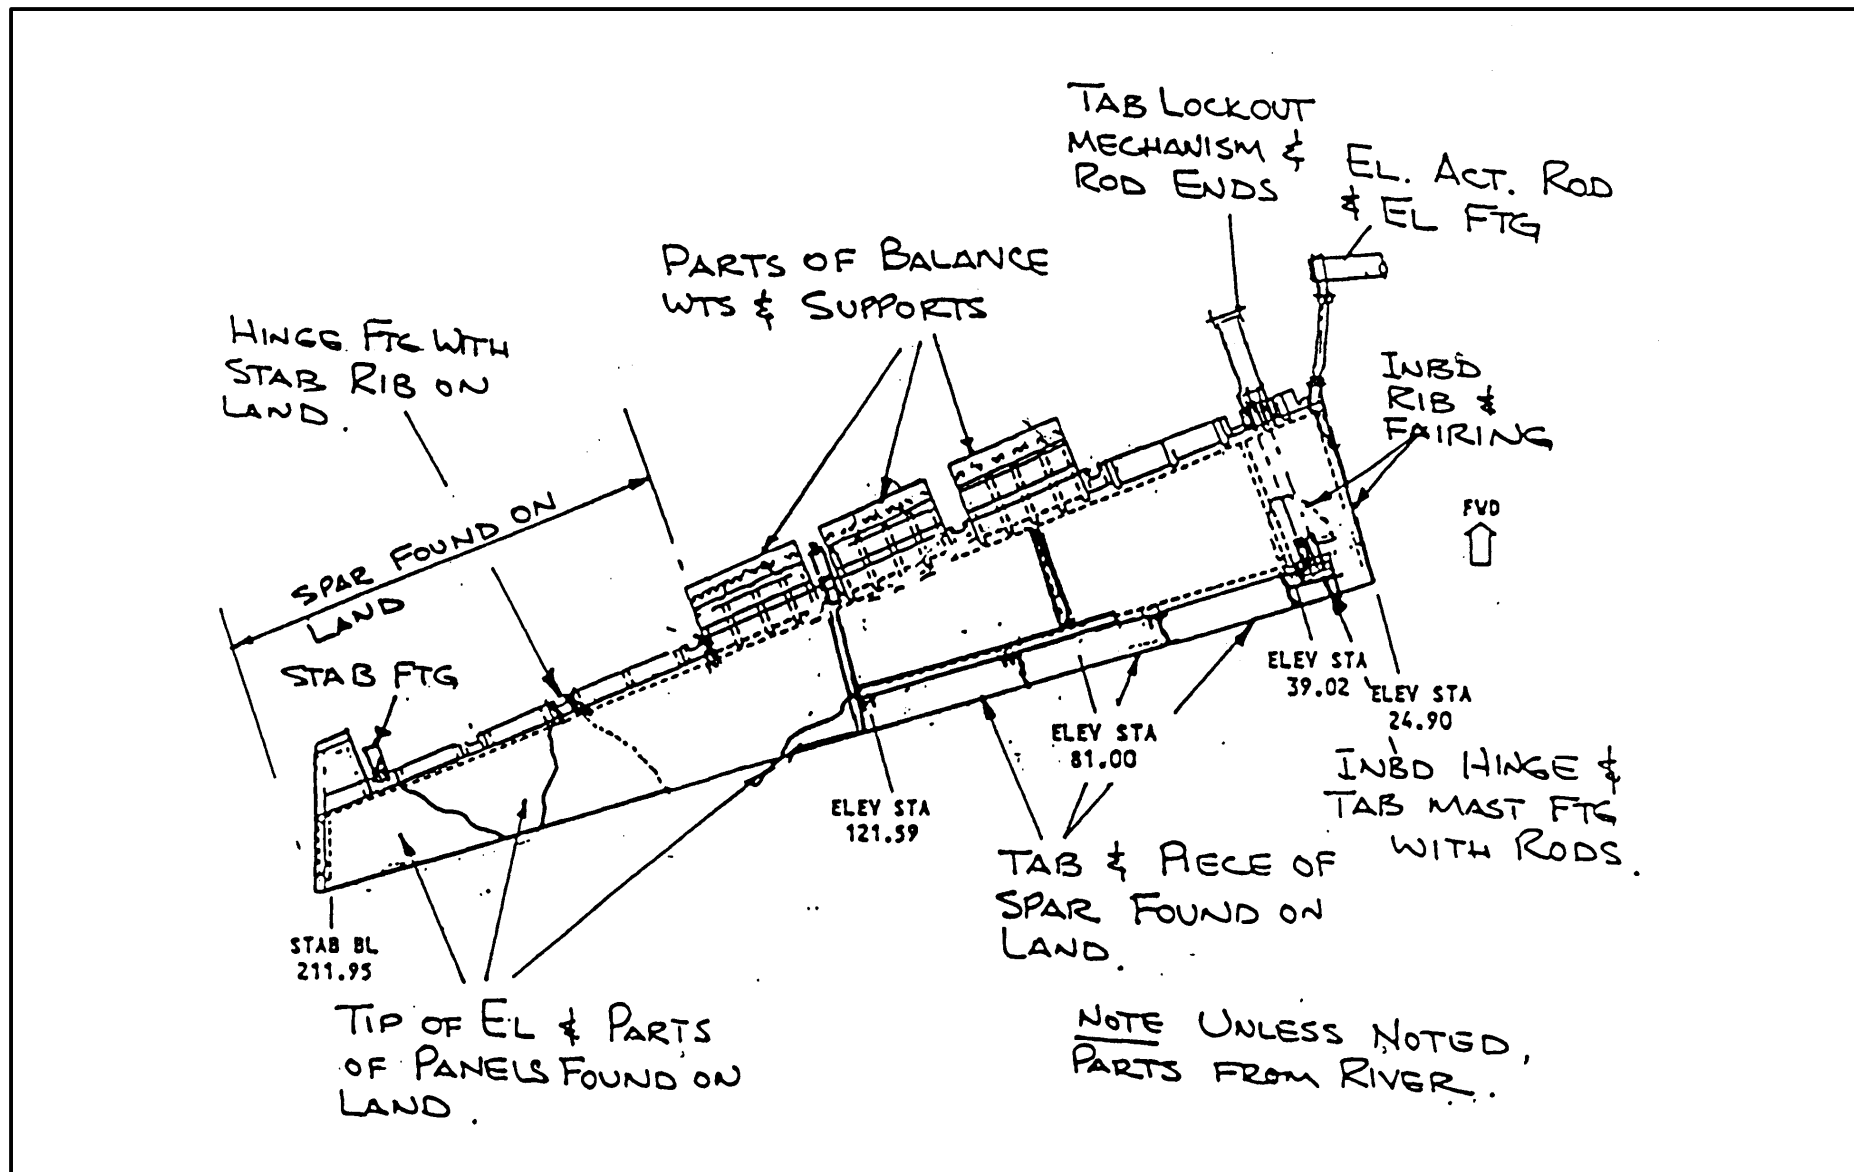 TAB LOCKOUT
MECHANISM &
ROD ENDS
EL. ACT. ROD
& EL FTG
PARTS OF BALANCE
WTS & SUPPORTS
HINGE FTG WITH
STAB RIB ON
LAND.
INBD
RIB &
FAIRING
FWD
SPAR FOUND ON
LAND
STAB FTG
ELEV STA
39.02
ELEV STA
24.90
ELEV STA
81.00
ELEV STA
121.59
INBD HINGE &
TAB MAST FTG
WITH RODS.
TAB & PIECE OF
SPAR FOUND ON
LAND.
STAB BL
211.95
TIP OF EL & PARTS
OF PANELS FOUND ON
LAND.
NOTE UNLESS NOTED,
PARTS FROM RIVER.